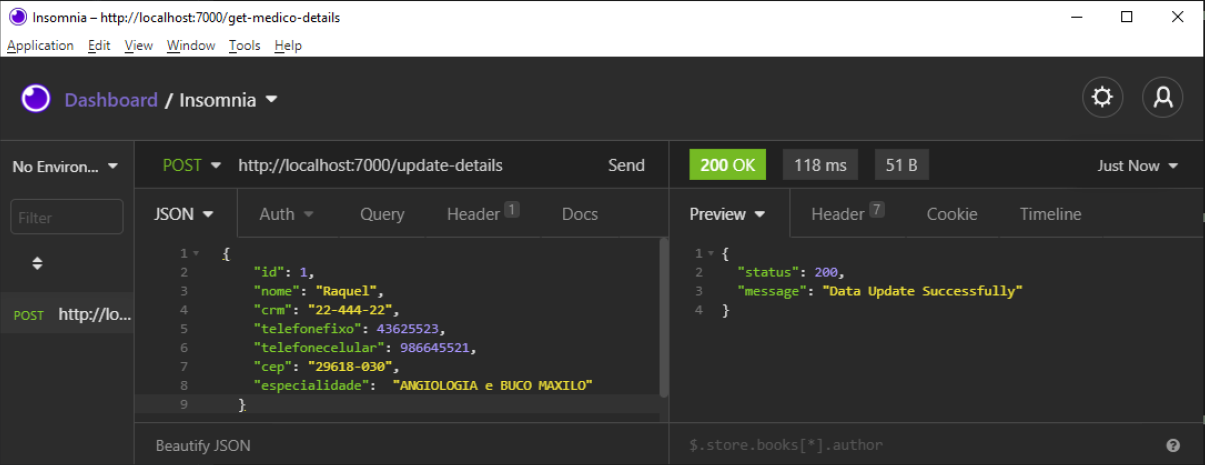 Insomnia – http://localhost:7000/get-medico-details
Application Edit View Window Tools Help
Dashboard / Insomnia
No Environ... POST http://localhost:7000/update-details Send 200 OK 118 ms 51 B Just Now
Filter
POST http://lo...
JSON Auth Query Header 1 Docs
1 {
2 "id": 1,
3 "nome": "Raquel",
4 "crm": "22-444-22",
5 "telefonefixo": 43625523,
6 "telefonecelular": 986645521,
7 "cep": "29618-030",
8 "especialidade": "ANGIOLOGIA e BUCO MAXILO"
9 }
Beautify JSON
Preview Header 7 Cookie Timeline
1 {
2 "status": 200,
3 "message": "Data Update Successfully"
4 }
$.store.books[*].author